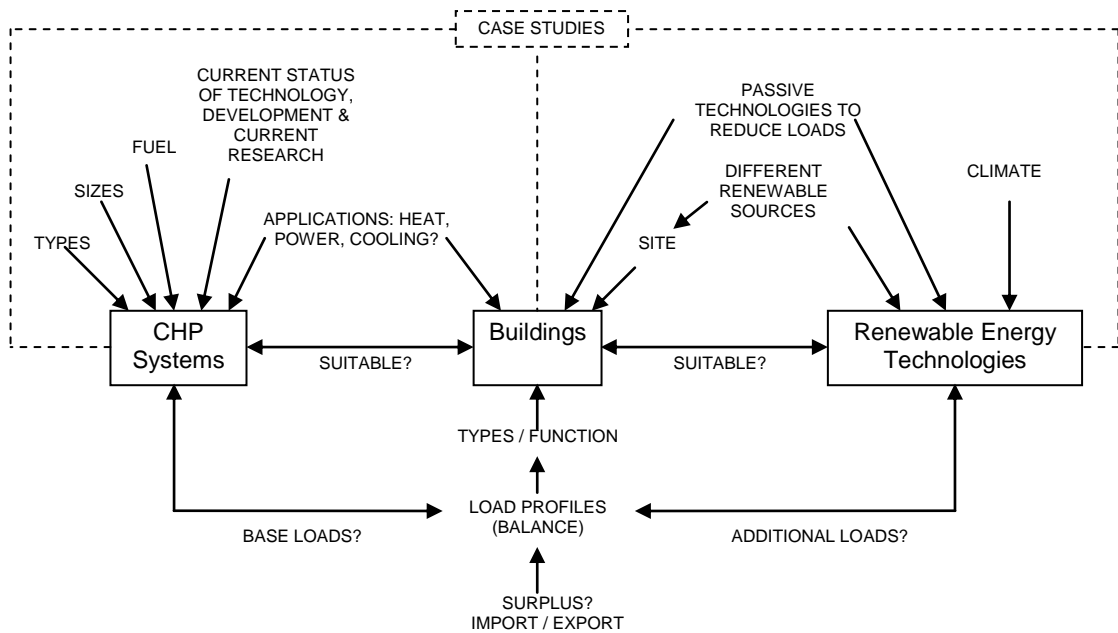 CASE STUDIES
CURRENT STATUS
OF TECHNOLOGY,
DEVELOPMENT &
CURRENT
RESEARCH
FUEL
SIZES
TYPES
APPLICATIONS: HEAT,
POWER, COOLING?
PASSIVE
TECHNOLOGIES TO
REDUCE LOADS
DIFFERENT
RENEWABLE
SOURCES
SITE
CLIMATE
CHP
Systems
SUITABLE?
Buildings
SUITABLE?
Renewable Energy
Technologies
TYPES / FUNCTION
LOAD PROFILES
(BALANCE)
BASE LOADS?
ADDITIONAL LOADS?
SURPLUS?
IMPORT / EXPORT